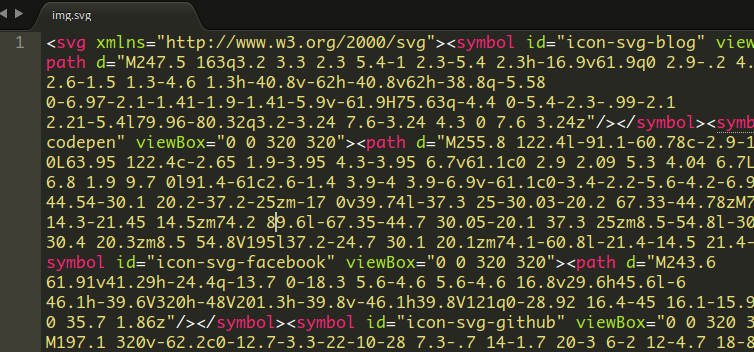 img.svg
1 <svg xmlns="http://www.w3.org/2000/svg"><symbol id="icon-svg-blog" view
path d="M247.5 163q3.2 3.3 2.3 5.4-1 2.3-5.4 2.3h-16.9v61.9q0 2.9-.2 4.
2.6-1.5 1.3-4.6 1.3h-40.8v-62h-40.8v62h-38.8q-5.58
0-6.97-2.1-1.41-1.9-1.41-5.9v-61.9H75.63q-4.4 0-5.4-2.3-.99-2.1
2.21-5.4l79.96-80.32q3.2-3.24 7.6-3.24 4.3 0 7.6 3.24z"/></symbol><symb
codepen" viewBox="0 0 320 320"><path d="M255.8 122.4l-91.1-60.78c-2.9-1
0L63.95 122.4c-2.65 1.9-3.95 4.3-3.95 6.7v61.1c0 2.9 2.09 5.3 4.04 6.7L
6.8 1.9 9.7 0l91.4-61c2.6-1.4 3.9-4 3.9-6.9v-61.1c0-3.4-2.2-5.6-4.2-6.9
44.54-30.1 20.2-37.2-25zm-17 0v39.74l-37.3 25-30.03-20.2 67.33-44.78zM7
14.3-21.45 14.5zm74.2 89.6l-67.35-44.7 30.05-20.1 37.3 25zm8.5-54.8l-30
30.4 20.3zm8.5 54.8V195l37.2-24.7 30.1 20.1zm74.1-60.8l-21.4-14.5 21.4-
symbol id="icon-svg-facebook" viewBox="0 0 320 320"><path d="M243.6
61.91v41.29h-24.4q-13.7 0-18.3 5.6-4.6 5.6-4.6 16.8v29.6h45.6l-6
46.1h-39.6V320h-48V201.3h-39.8v-46.1h39.8V121q0-28.92 16.4-45 16.1-15.9
0 35.7 1.86z"/></symbol><symbol id="icon-svg-github" viewBox="0 0 320 3
M197.1 320v-62.2c0-12.7-3.3-22-10-28 7.3-.7 14-1.7 20-3 6-2 12-4.7 18-8